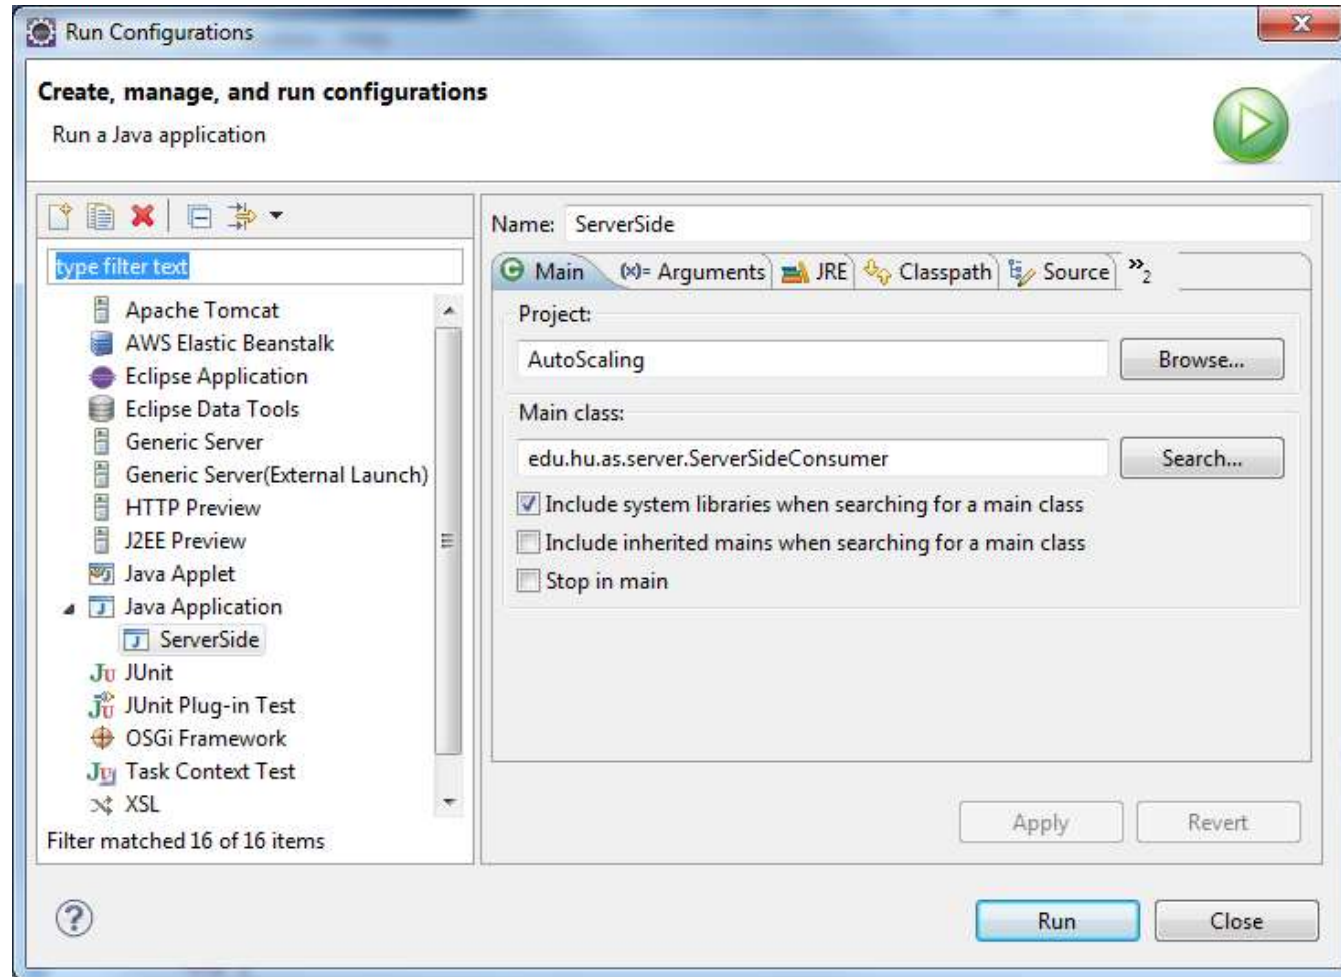 Run Configurations
Create, manage, and run configurations
Run a Java application
type filter text
Apache Tomcat
AWS Elastic Beanstalk
Eclipse Application
Eclipse Data Tools
Generic Server
Generic Server(External Launch)
HTTP Preview
J2EE Preview
Java Applet
Java Application
ServerSide
JUnit
JUnit Plug-in Test
OSGi Framework
Task Context Test
XSL
Filter matched 16 of 16 items
Name: ServerSide
Main (x)= Arguments JRE Classpath Source »2
Project:
AutoScaling Browse...
Main class:
edu.hu.as.server.ServerSideConsumer Search...
Include system libraries when searching for a main class
Include inherited mains when searching for a main class
Stop in main
Apply Revert
Run Close